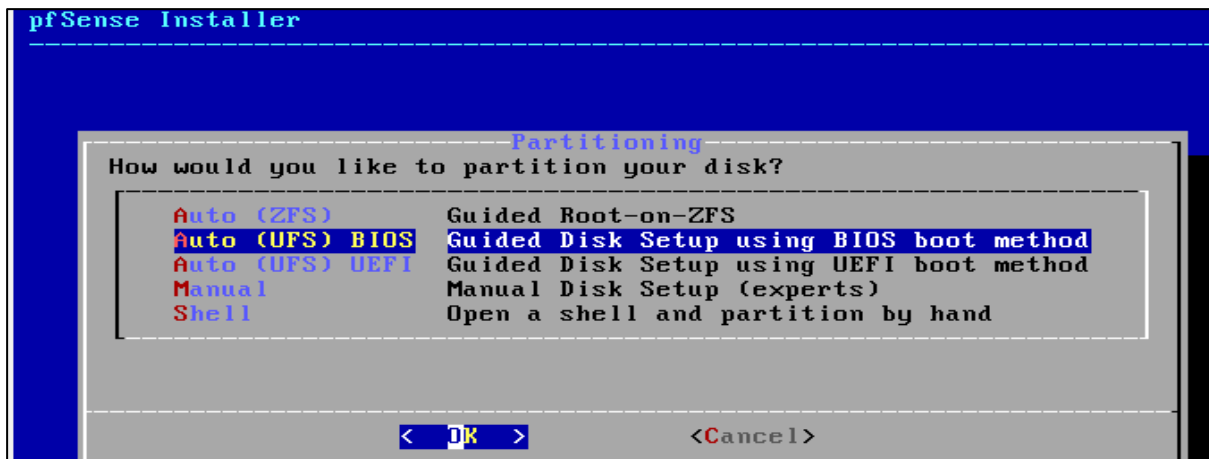 pfSense Installer
Partitioning
How would you like to partition your disk?
Auto (ZFS) Guided Root-on-ZFS
Auto (UFS) BIOS Guided Disk Setup using BIOS boot method
Auto (UFS) UEFI Guided Disk Setup using UEFI boot method
Manual Manual Disk Setup (experts)
Shell Open a shell and partition by hand
< OK > <Cancel>